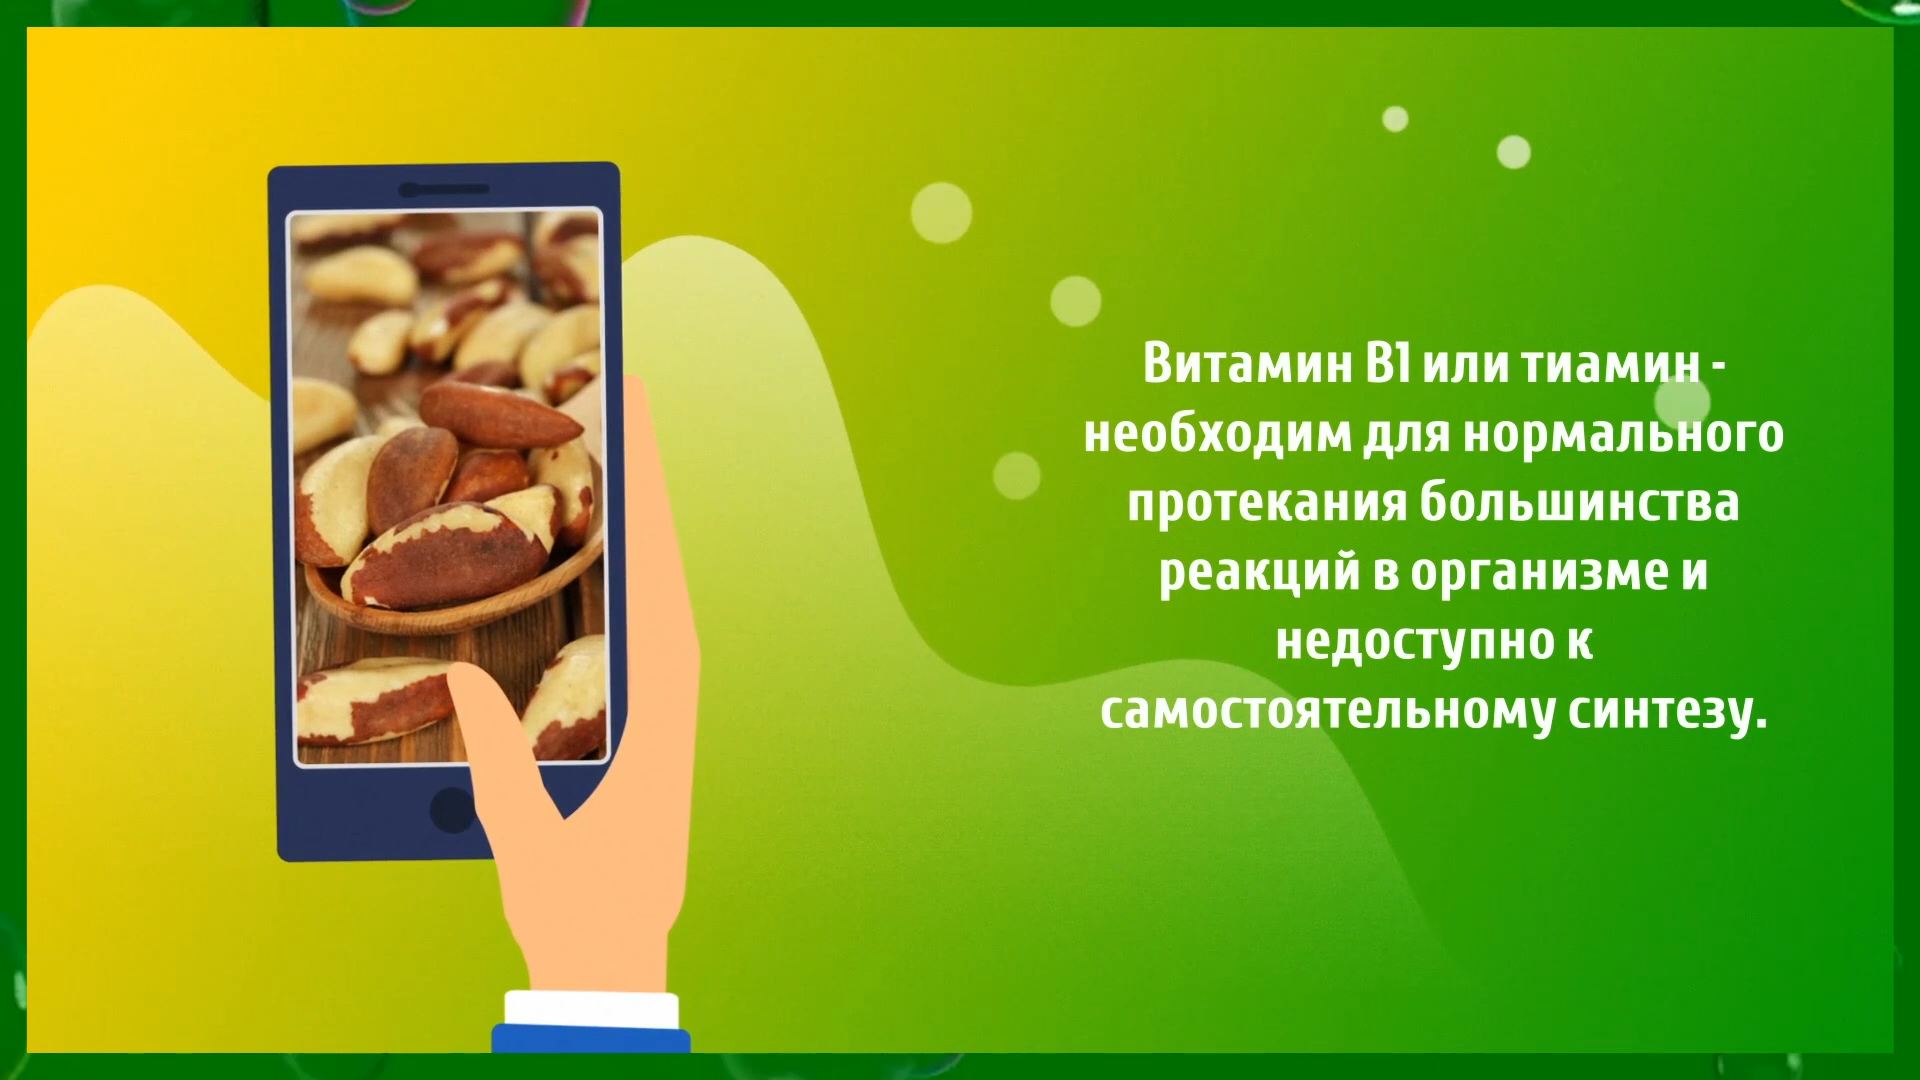 Витамин В1 или тиамин -
необходим для нормального
протекания большинства
реакций в организме и
недоступно к
самостоятельному синтезу.